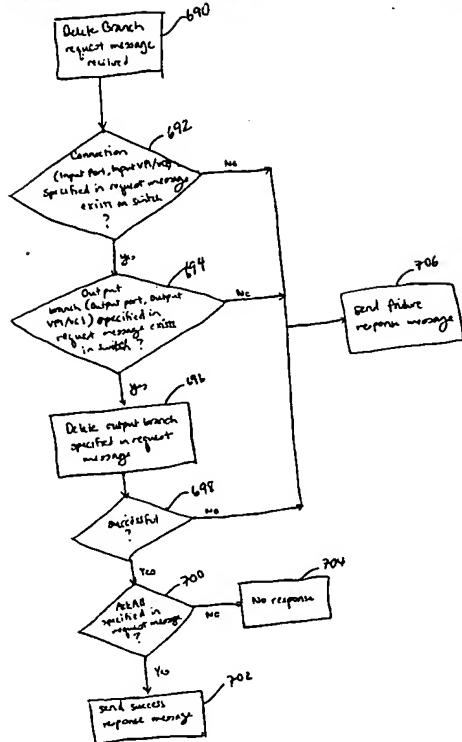 690
Delete Branch
request message
received
692
Connection
(Input Port, Input VPI/VCI)
specified in request message
exists on switch
?
No
Yes
694
Output
branch (Output port, Output
VPI/VCI) specified in
request message exists
in switch ?
No
706
send failure
response message
Yes
696
Delete output branch
specified in request
message
698
Successful
?
No
Yes
700
AckAll
specified in
request message
?
No
704
No response
Yes
702
send success
response message